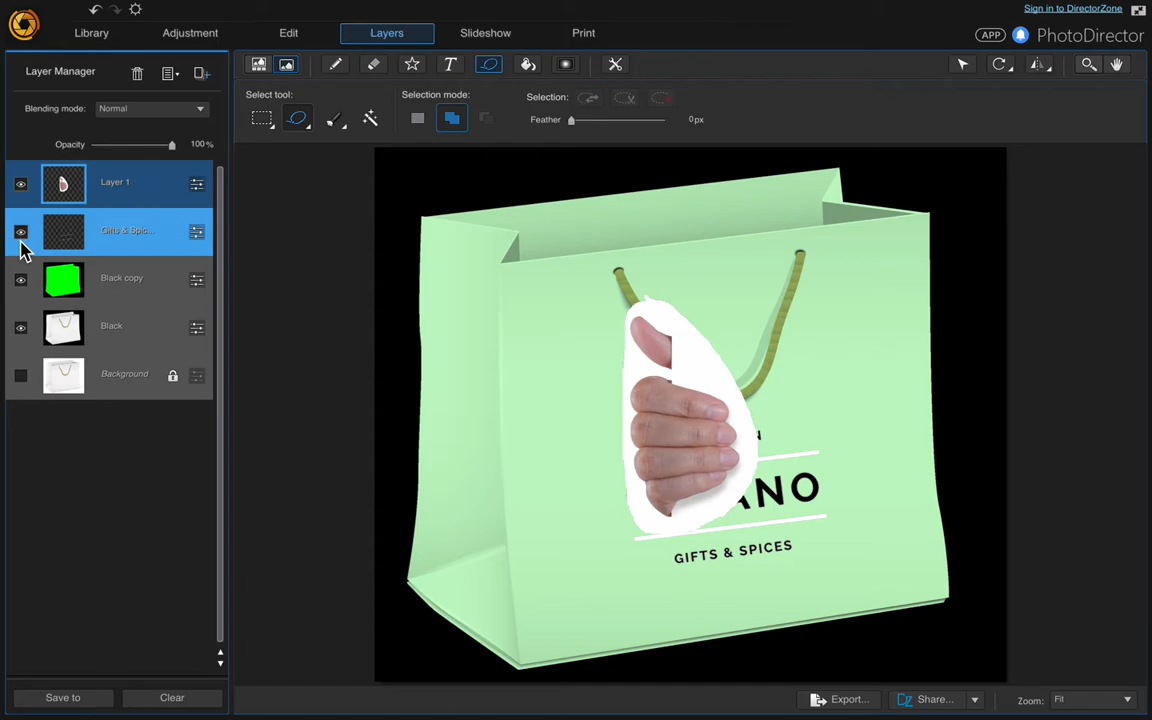 Sign in to DirectorZone
Library
Adjustment
Edit
Layers
Slideshow
Print
APP
PhotoDirector
Layer Manager
Blending mode: Normal
Opacity 100%
Select tool:
Selection mode:
Selection:
Feather 0px
Layer 1
Gifts & Spic...
Black copy
Black
Background
ANO
GIFTS & SPICES
Save to
Clear
Export...
Share...
Zoom: Fit